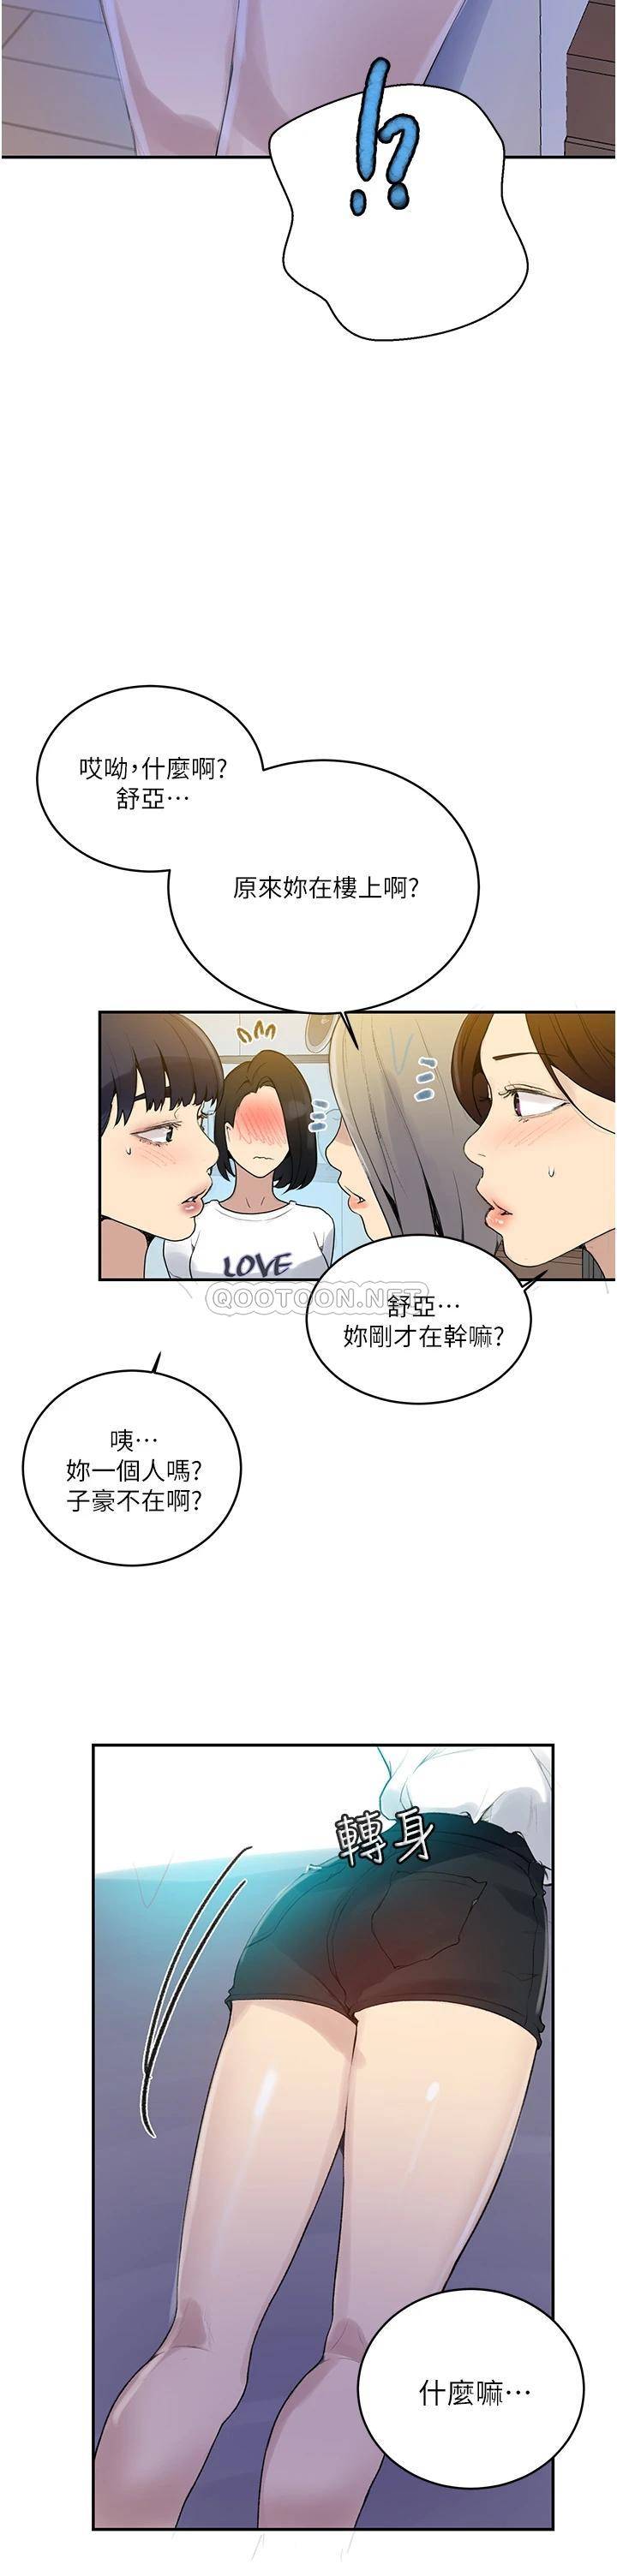 !?
哎呦，什麼啊?
舒亞…
原來妳在樓上啊?
LOVE
QOOTOON.NET
舒亞…
妳剛才在幹嘛?
咦…
妳一個人嗎?
子豪不在啊?
轉身
什麼嘛…